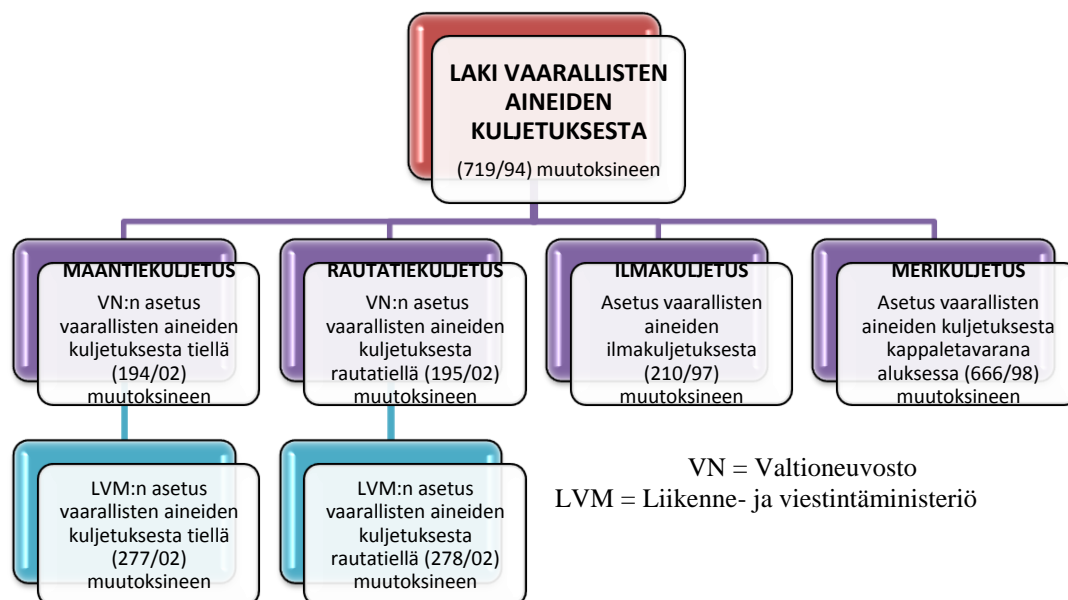 LAKI VAARALLISTEN
AINEIDEN
KULJETUKSESTA
(719/94) muutoksineen
MAANTIEKULJETUS
VN:n asetus
vaarallisten aineiden
kuljetuksesta tiellä
(194/02)
muutoksineen
RAUTATIEKULJETUS
VN:n asetus
vaarallisten aineiden
kuljetuksesta
rautatiellä (195/02)
muutoksineen
ILMAKULJETUS
Asetus vaarallisten
aineiden
ilmakuljetuksesta
(210/97)
muutoksineen
MERIKULJETUS
Asetus vaarallisten
aineiden kuljetuksesta
kappaletavarana
aluksessa (666/98)
muutoksineen
LVM:n asetus
vaarallisten aineiden
kuljetuksesta tiellä
(277/02)
muutoksineen
LVM:n asetus
vaarallisten aineiden
kuljetuksesta
rautatiellä (278/02)
muutoksineen
VN = Valtioneuvosto
LVM = Liikenne- ja viestintäministeriö